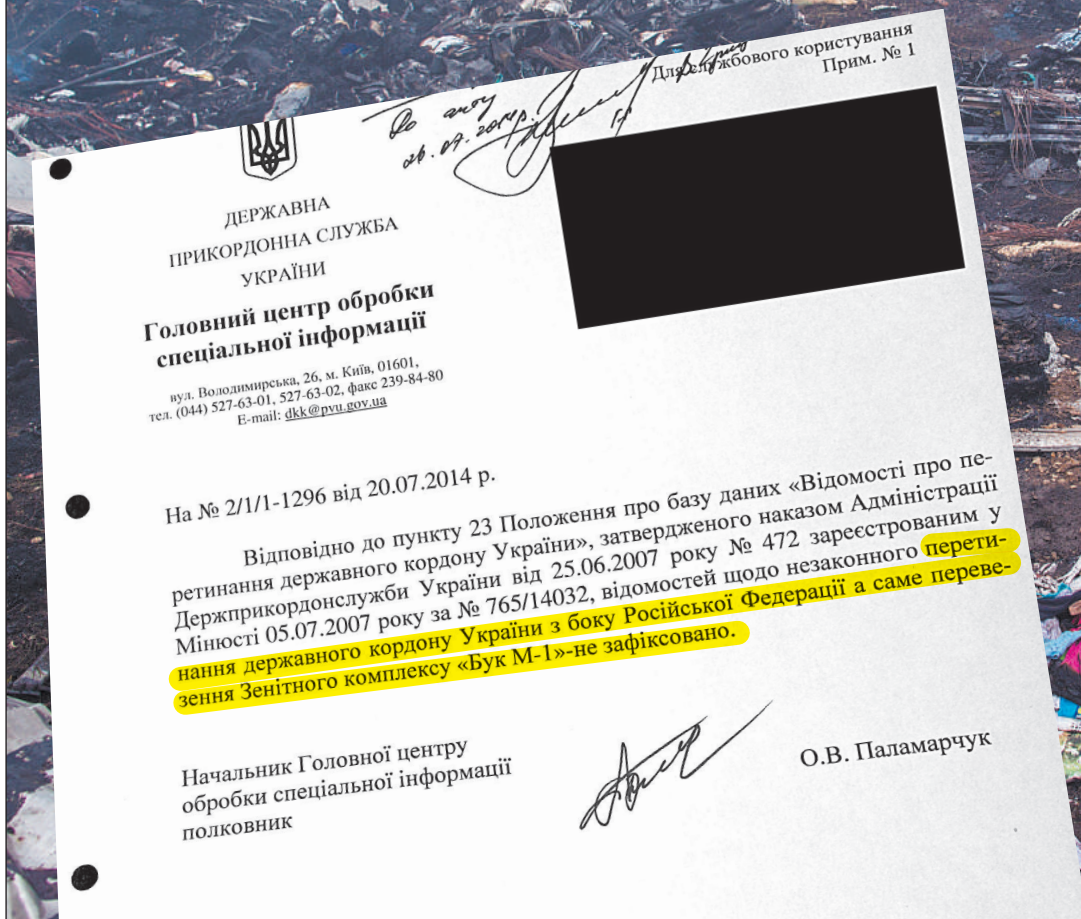 Для службового користування
Прим. № 1
До
ДЕРЖАВНА
ПРИКОРДОННА СЛУЖБА
УКРАЇНИ
Головний центр обробки
спеціальної інформації
вул. Володимирська, 26, м. Київ, 01601,
тел. (044) 527-63-01, 527-63-02, факс 239-84-80
E-mail: dkk@pvu.gov.ua
На № 2/1/1-1296 від 20.07.2014 р.
Відповідно до пункту 23 Положення про базу даних «Відомості про пе-
ретинання державного кордону України», затвердженого наказом Адміністрації
Держприкордонслужби України від 25.06.2007 року № 472 зареєстрованим у
Мінюсті 05.07.2007 року за № 765/14032, відомостей щодо незаконного перети-
нання державного кордону України з боку Російської Федерації а саме переве-
зення Зенітного комплексу «Бук М-1»-не зафіксовано.
Начальник Головної центру
обробки спеціальної інформації
полковник
О.В. Паламарчук